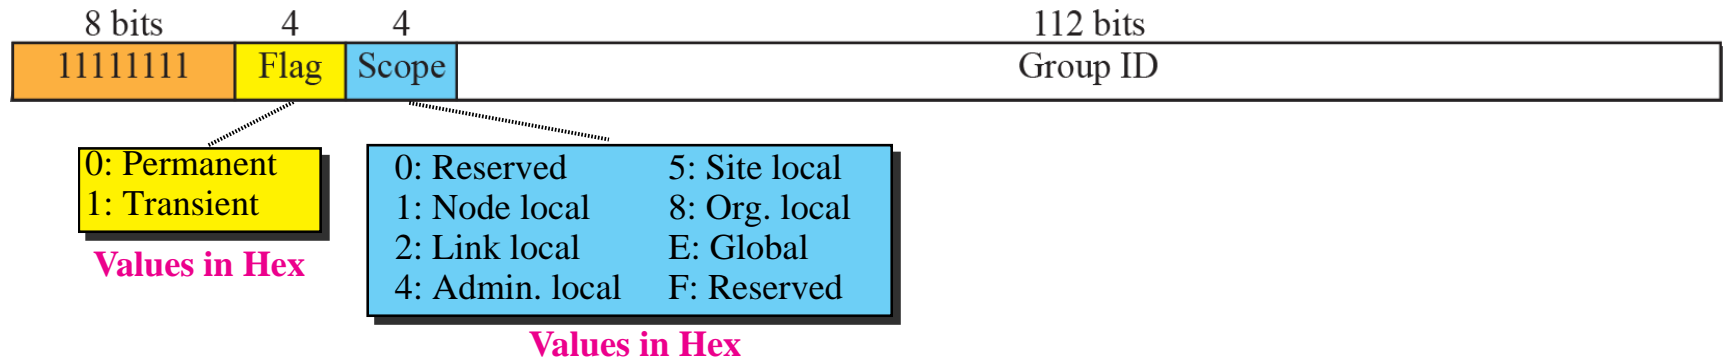 8 bits 4 4 112 bits
11111111 Flag Scope Group ID
0: Permanent
1: Transient
Values in Hex
0: Reserved 5: Site local
1: Node local 8: Org. local
2: Link local E: Global
4: Admin. local F: Reserved
Values in Hex